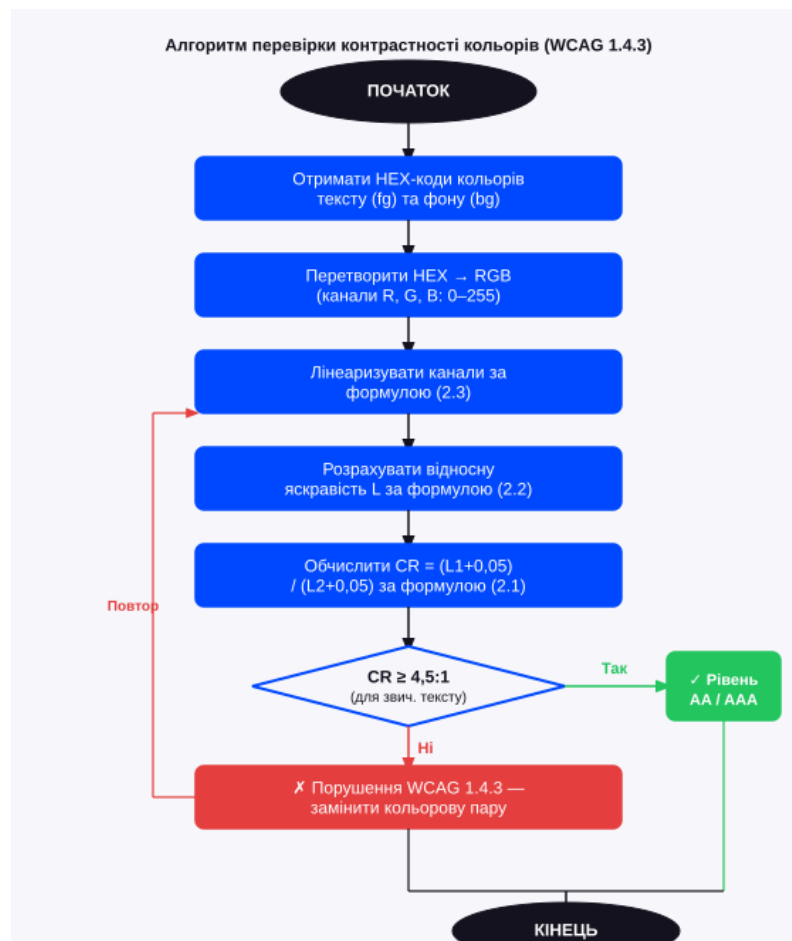 Алгоритм перевірки контрастності кольорів (WCAG 1.4.3)
ПОЧАТОК
Отримати HEX-коди кольорів
тексту (fg) та фону (bg)
Перетворити HEX → RGB
(канали R, G, B: 0–255)
Лінеаризувати канали за
формулою (2.3)
Розрахувати відносну
яскравість L за формулою (2.2)
Обчислити CR = (L1+0,05)
/ (L2+0,05) за формулою (2.1)
Повтор
CR ≥ 4,5:1
(для звич. тексту)
Так
✓ Рівень
AA / AAA
Ні
✗ Порушення WCAG 1.4.3 —
замінити кольорову пару
КІНЕЦЬ